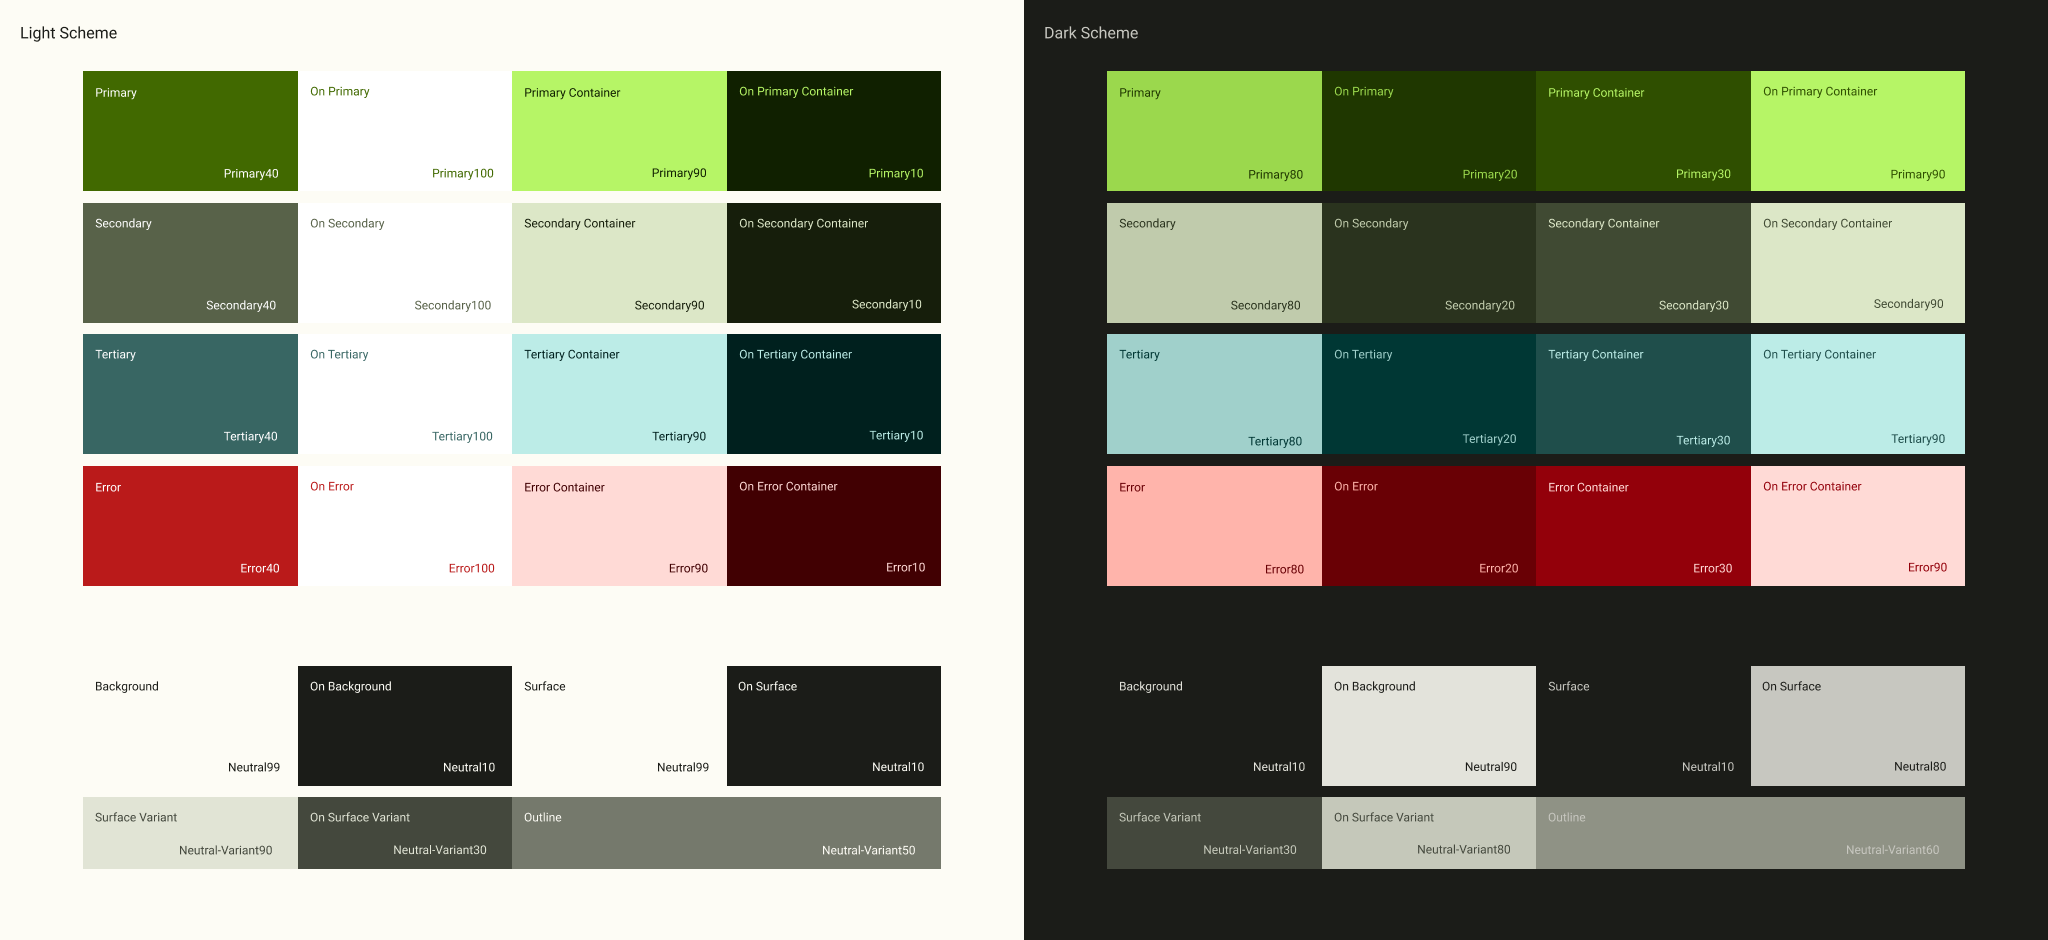 Light Scheme
Primary
On Primary
Primary Container
On Primary Container
Primary40
Primary100
Primary90
Primary10
Secondary
On Secondary
Secondary Container
On Secondary Container
Secondary40
Secondary100
Secondary90
Secondary10
Tertiary
On Tertiary
Tertiary Container
On Tertiary Container
Tertiary40
Tertiary100
Tertiary90
Tertiary10
Error
On Error
Error Container
On Error Container
Error40
Error100
Error90
Error10
Background
On Background
Surface
On Surface
Neutral99
Neutral10
Neutral99
Neutral10
Surface Variant
On Surface Variant
Outline
Neutral-Variant90
Neutral-Variant30
Neutral-Variant50
Dark Scheme
Primary
On Primary
Primary Container
On Primary Container
Primary80
Primary20
Primary30
Primary90
Secondary
On Secondary
Secondary Container
On Secondary Container
Secondary80
Secondary20
Secondary30
Secondary90
Tertiary
On Tertiary
Tertiary Container
On Tertiary Container
Tertiary80
Tertiary20
Tertiary30
Tertiary90
Error
On Error
Error Container
On Error Container
Error80
Error20
Error30
Error90
Background
On Background
Surface
On Surface
Neutral10
Neutral90
Neutral10
Neutral80
Surface Variant
On Surface Variant
Outline
Neutral-Variant30
Neutral-Variant80
Neutral-Variant60